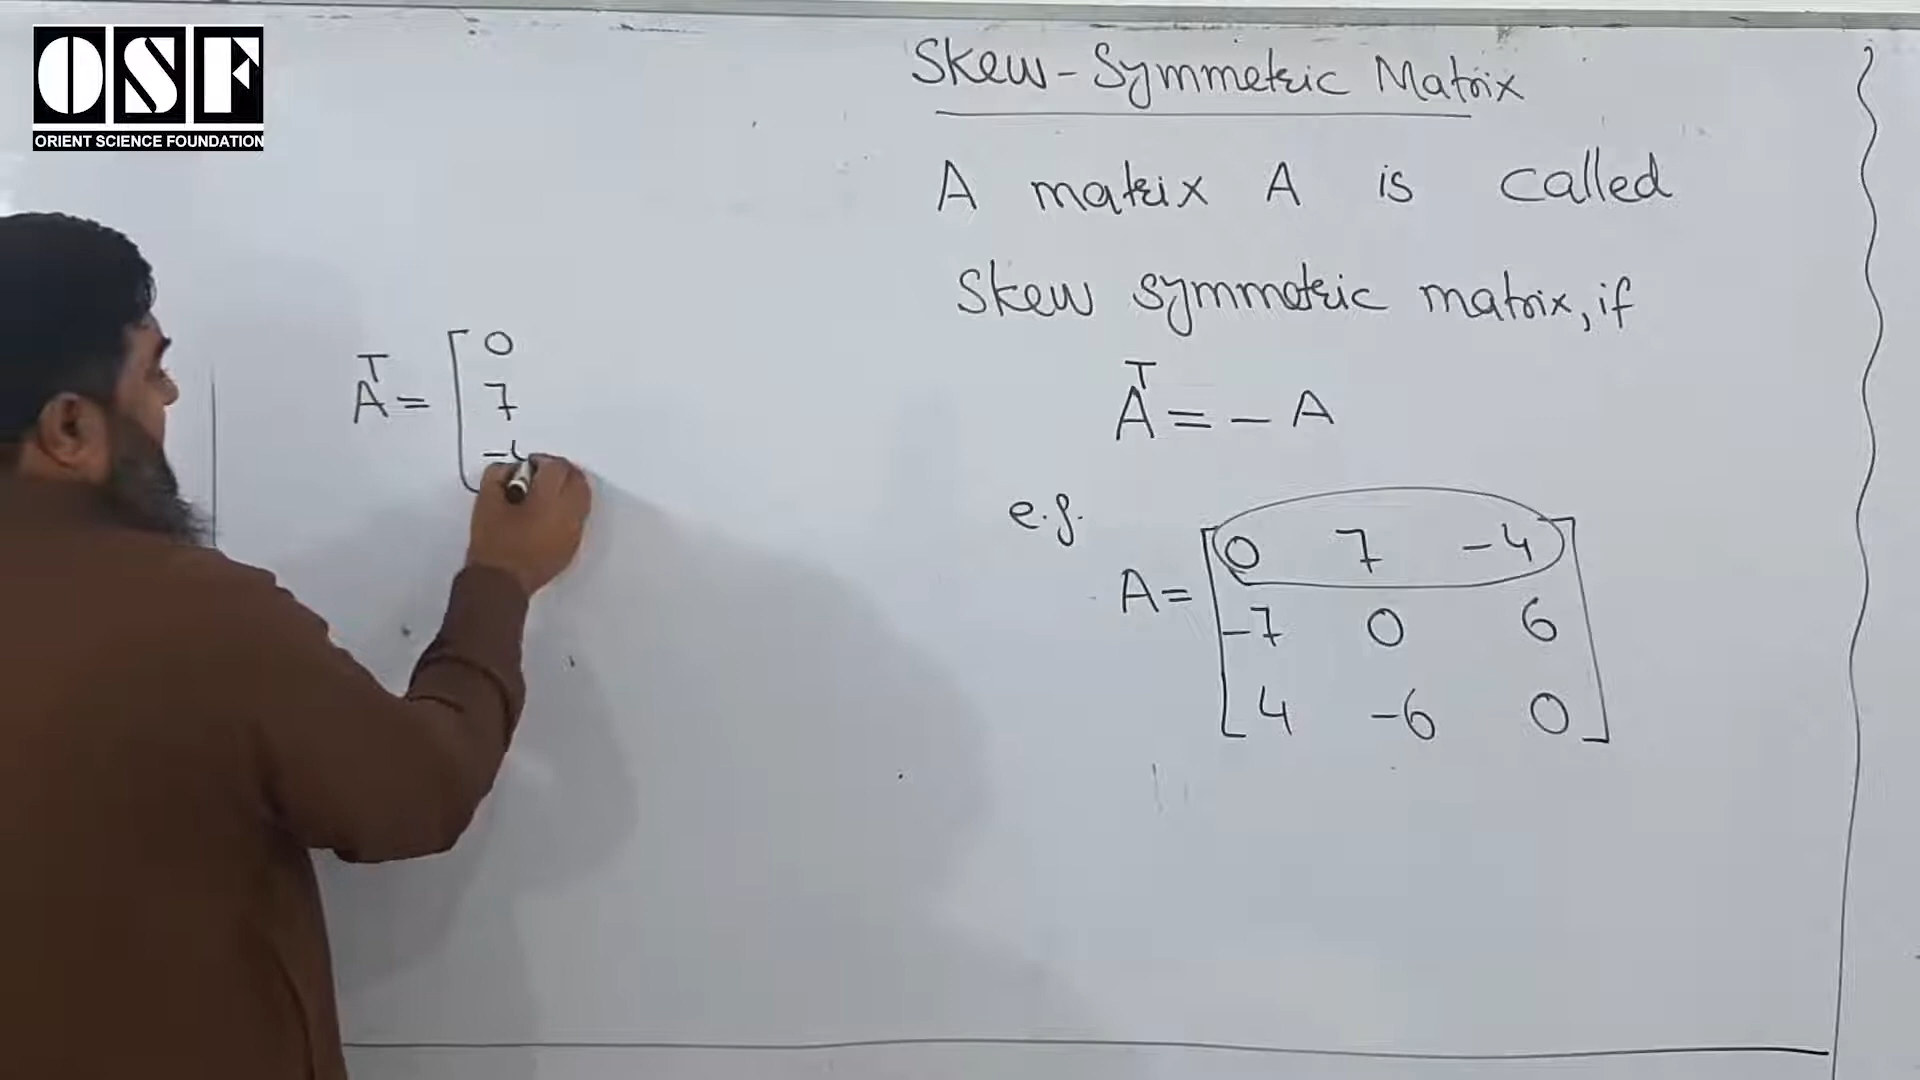 OSF
ORIENT SCIENCE FOUNDATION
Skew-Symmetric Matrix
A matrix A is called
Skew symmetric matrix, if
Aᵀ = - A
e.g.
A = [0 7 -4
-7 0 6
4 -6 0]
Aᵀ = [0
7
-4